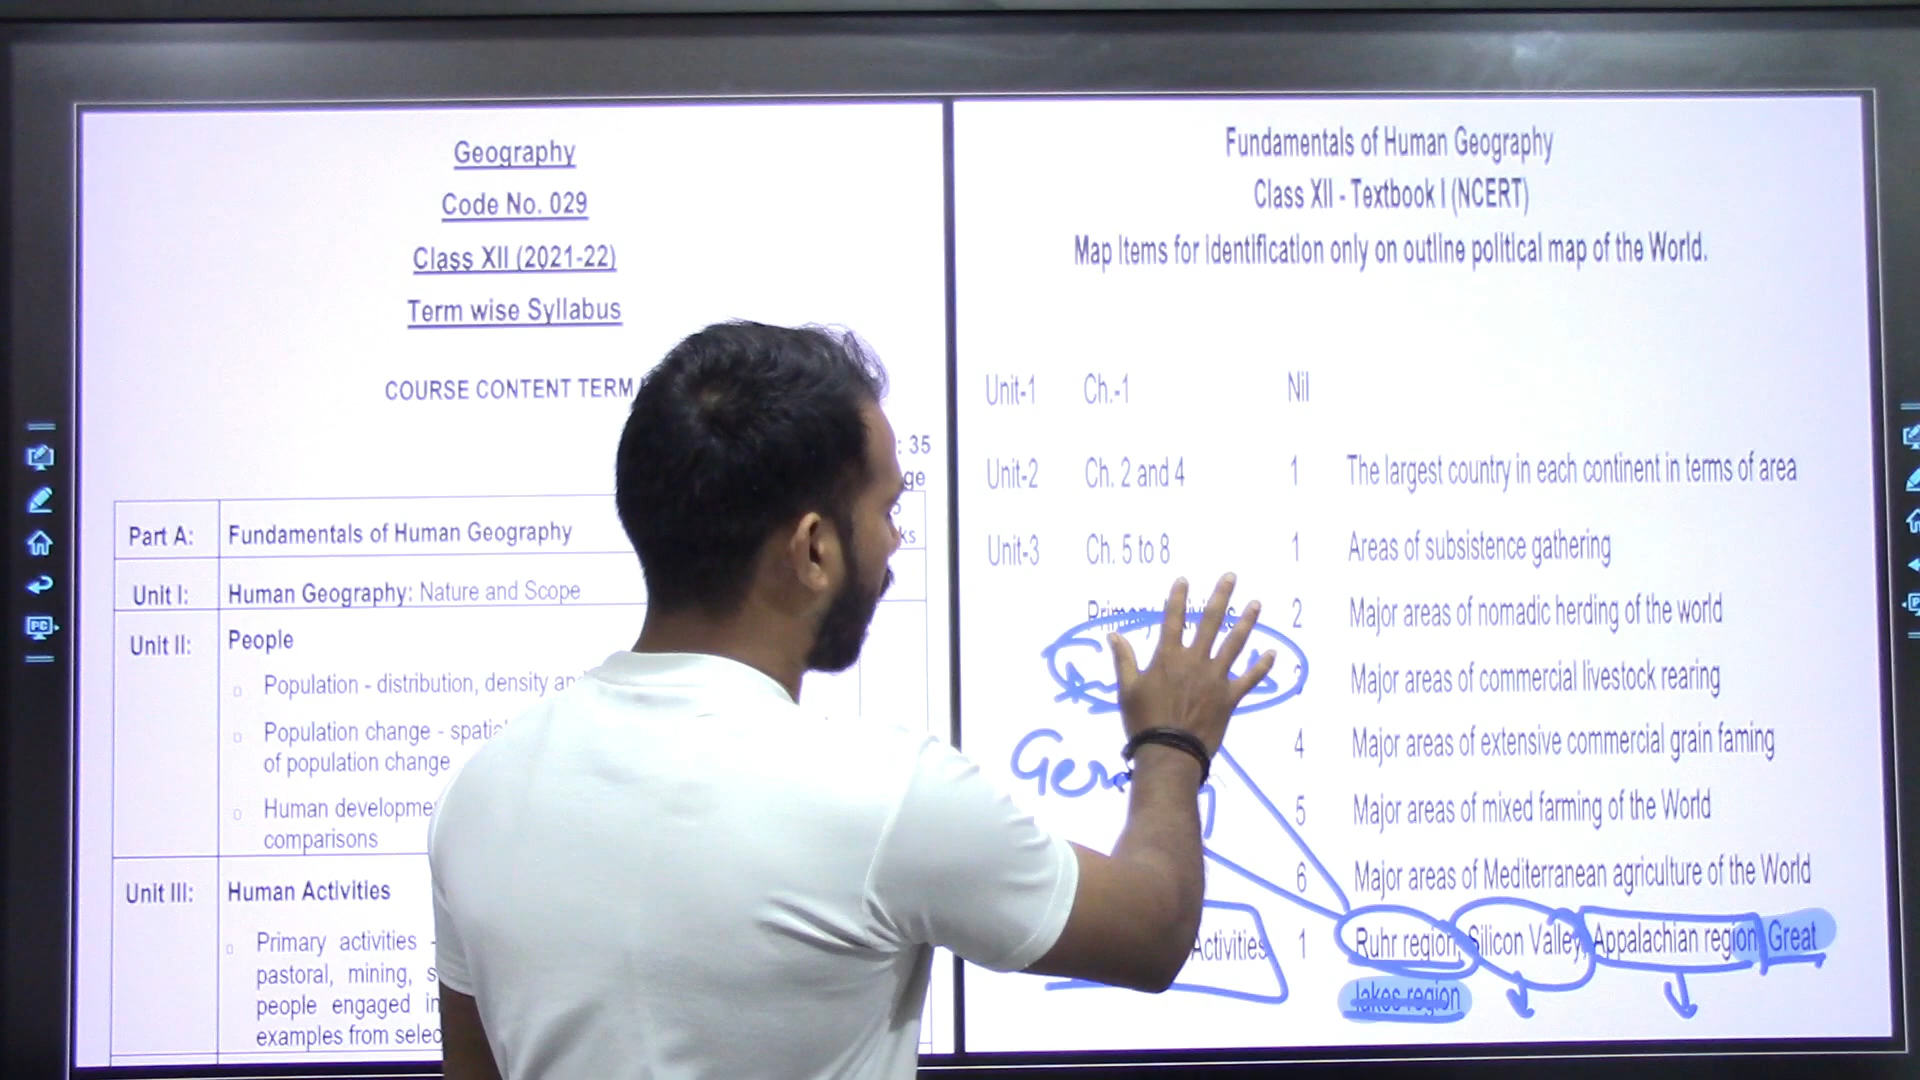 Geography
Code No. 029
Class XII (2021-22)
Term wise Syllabus
COURSE CONTENT TERM
: 35
Part A: Fundamentals of Human Geography
Unit I: Human Geography: Nature and Scope
Unit II: People
Population - distribution, density
Population change -
of population change
Human
comparisons
Unit III: Human Activities
Primary activities -
pastoral, mining,
people engaged in
examples from
Fundamentals of Human Geography
Class XII - Textbook I (NCERT)
Map Items for identification only on outline political map of the World.
Unit-1 Ch.-1 Nil
Unit-2 Ch. 2 and 4 1 The largest country in each continent in terms of area
Unit-3 Ch. 5 to 8 1 Areas of subsistence gathering
Primary 2 Major areas of nomadic herding of the world
3 Major areas of commercial livestock rearing
4 Major areas of extensive commercial grain faming
5 Major areas of mixed farming of the World
6 Major areas of Mediterranean agriculture of the World
Activities 1 Ruhr region, Silicon Valley, Appalachian region, Great
lakes region